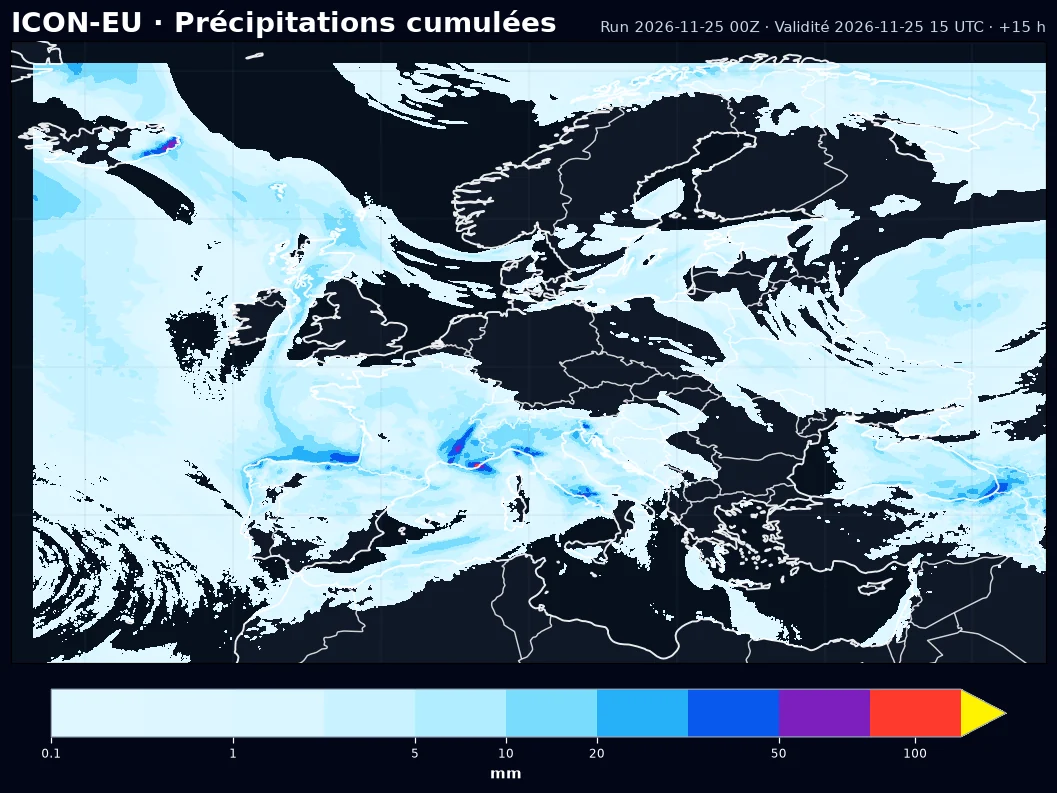 ICON-EU · Précipitations cumulées
Run 2026-11-25 00Z · Validité 2026-11-25 15 UTC · +15 h
0.1 1 5 10 20 50 100
mm